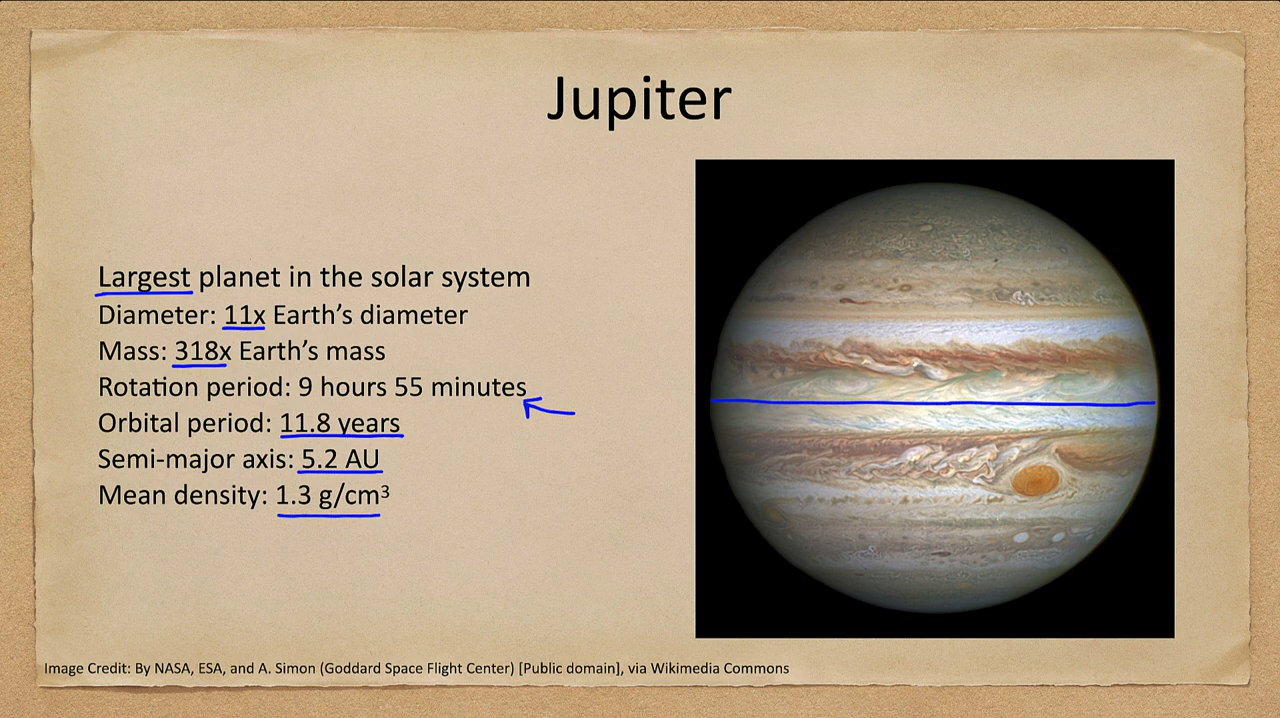 Jupiter
Largest planet in the solar system
Diameter: 11x Earth’s diameter
Mass: 318x Earth’s mass
Rotation period: 9 hours 55 minutes
Orbital period: 11.8 years
Semi-major axis: 5.2 AU
Mean density: 1.3 g/cm³
Image Credit: By NASA, ESA, and A. Simon (Goddard Space Flight Center) [Public domain], via Wikimedia Commons